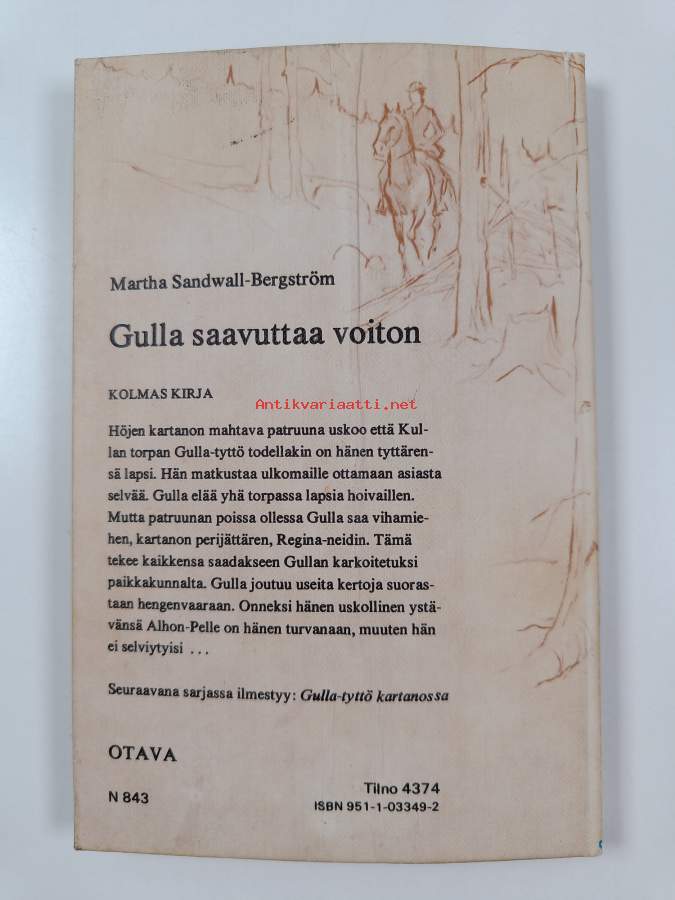 Martha Sandwall-Bergström
Gulla saavuttaa voiton
KOLMAS KIRJA
Antikvariaatti.net
Höjen kartanon mahtava patruuna uskoo että Kul-
lan torpan Gulla-tyttö todellakin on hänen tyttären-
sä lapsi. Hän matkustaa ulkomaille ottamaan asiasta
selvää. Gulla elää yhä torpassa lapsia hoivaillen.
Mutta patruunan poissa ollessa Gulla saa vihamie-
hen, kartanon perijättären, Regina-neidin. Tämä
tekee kaikkensa saadakseen Gullan karkoitetuksi
paikkakunnalta. Gulla joutuu useita kertoja suoras-
taan hengenvaaraan. Onneksi hänen uskollinen ystä-
vänsä Alhon-Pelle on hänen turvanaan, muuten hän
ei selviytyisi ...
Seuraavana sarjassa ilmestyy: Gulla-tyttö kartanossa
OTAVA
N 843
Tilno 4374
ISBN 951-1-03349-2